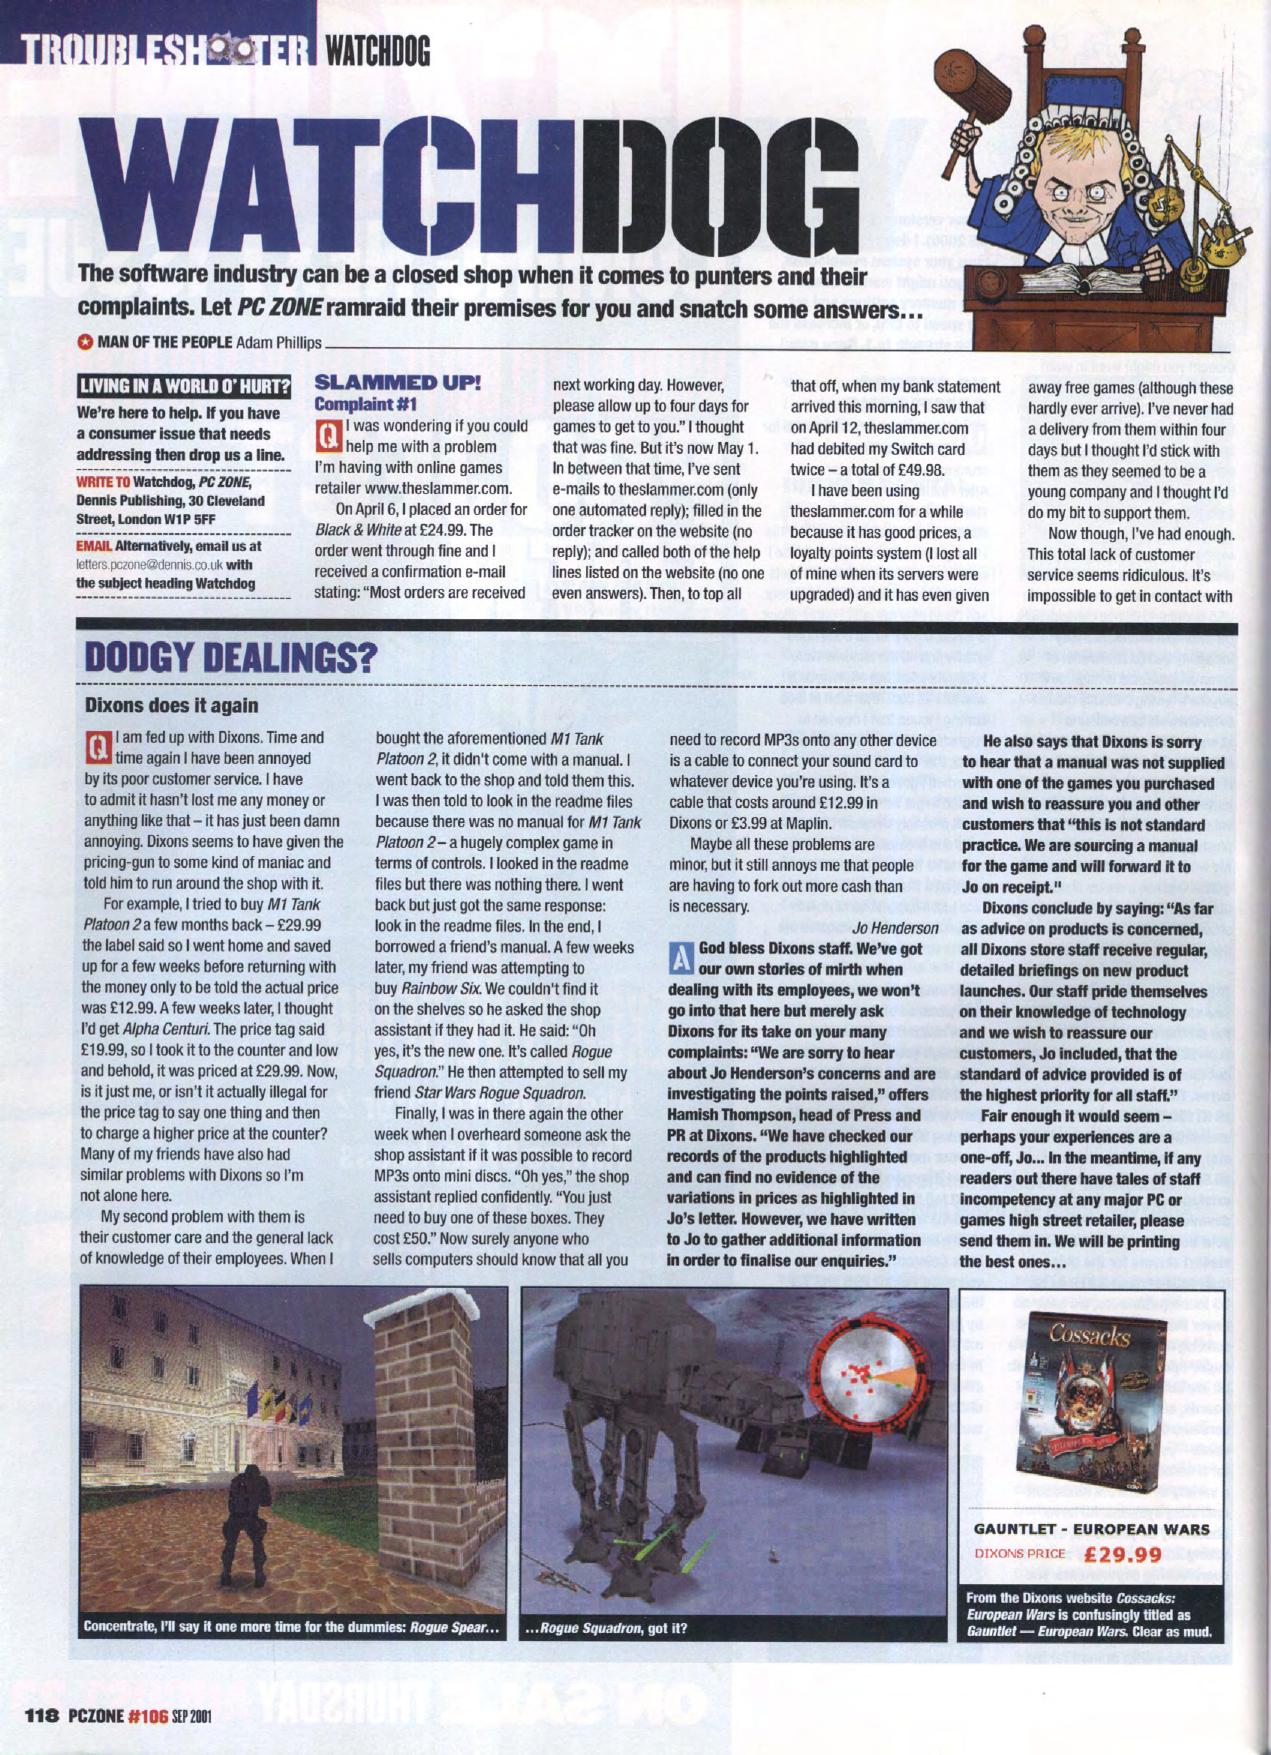 TROUBLESHOOTER WATCHDOG
WATCHDOG
The software industry can be a closed shop when it comes to punters and their
complaints. Let PC ZONE ramraid their premises for you and snatch some answers...
MAN OF THE PEOPLE Adam Phillips
LIVING IN A WORLD O' HURT?
We're here to help. If you have
a consumer issue that needs
addressing then drop us a line.
WRITE TO Watchdog, PC ZONE,
Dennis Publishing, 30 Cleveland
Street, London W1P 5FF
EMAIL Alternatively, email us at
letters.pczone@dennis.co.uk with
the subject heading Watchdog
SLAMMED UP!
Complaint #1
Q I was wondering if you could
help me with a problem
I'm having with online games
retailer www.theslammer.com.
On April 6, I placed an order for
Black & White at £24.99. The
order went through fine and I
received a confirmation e-mail
stating: "Most orders are received
next working day. However,
please allow up to four days for
games to get to you." I thought
that was fine. But it's now May 1.
In between that time, I've sent
e-mails to theslammer.com (only
one automated reply); filled in the
order tracker on the website (no
reply); and called both of the help
lines listed on the website (no one
even answers). Then, to top all
that off, when my bank statement
arrived this morning, I saw that
on April 12, theslammer.com
had debited my Switch card
twice – a total of £49.98.
I have been using
theslammer.com for a while
because it has good prices, a
loyalty points system (I lost all
of mine when its servers were
upgraded) and it has even given
away free games (although these
hardly ever arrive). I've never had
a delivery from them within four
days but I thought I'd stick with
them as they seemed to be a
young company and I thought I'd
do my bit to support them.
Now though, I've had enough.
This total lack of customer
service seems ridiculous. It's
impossible to get in contact with
DODGY DEALINGS?
Dixons does it again
Q I am fed up with Dixons. Time and
time again I have been annoyed
by its poor customer service. I have
to admit it hasn't lost me any money or
anything like that – it has just been damn
annoying. Dixons seems to have given the
pricing-gun to some kind of maniac and
told him to run around the shop with it.
For example, I tried to buy M1 Tank
Platoon 2 a few months back – £29.99
the label said so I went home and saved
up for a few weeks before returning with
the money only to be told the actual price
was £12.99. A few weeks later, I thought
I'd get Alpha Centuri. The price tag said
£19.99, so I took it to the counter and low
and behold, it was priced at £29.99. Now,
is it just me, or isn't it actually illegal for
the price tag to say one thing and then
to charge a higher price at the counter?
Many of my friends have also had
similar problems with Dixons so I'm
not alone here.
My second problem with them is
their customer care and the general lack
of knowledge of their employees. When I
bought the aforementioned M1 Tank
Platoon 2, it didn't come with a manual. I
went back to the shop and told them this.
I was then told to look in the readme files
because there was no manual for M1 Tank
Platoon 2 – a hugely complex game in
terms of controls. I looked in the readme
files but there was nothing there. I went
back but just got the same response:
look in the readme files. In the end, I
borrowed a friend's manual. A few weeks
later, my friend was attempting to
buy Rainbow Six. We couldn't find it
on the shelves so he asked the shop
assistant if they had it. He said: "Oh
yes, it's the new one. It's called Rogue
Squadron." He then attempted to sell my
friend Star Wars Rogue Squadron.
Finally, I was in there again the other
week when I overheard someone ask the
shop assistant if it was possible to record
MP3s onto mini discs. "Oh yes," the shop
assistant replied confidently. "You just
need to buy one of these boxes. They
cost £50." Now surely anyone who
sells computers should know that all you
need to record MP3s onto any other device
is a cable to connect your sound card to
whatever device you're using. It's a
cable that costs around £12.99 in
Dixons or £3.99 at Maplin.
Maybe all these problems are
minor, but it still annoys me that people
are having to fork out more cash than
is necessary.
Jo Henderson
A God bless Dixons staff. We've got
our own stories of mirth when
dealing with its employees, we won't
go into that here but merely ask
Dixons for its take on your many
complaints: "We are sorry to hear
about Jo Henderson's concerns and are
investigating the points raised," offers
Hamish Thompson, head of Press and
PR at Dixons. "We have checked our
records of the products highlighted
and can find no evidence of the
variations in prices as highlighted in
Jo's letter. However, we have written
to Jo to gather additional information
in order to finalise our enquiries."
He also says that Dixons is sorry
to hear that a manual was not supplied
with one of the games you purchased
and wish to reassure you and other
customers that "this is not standard
practice. We are sourcing a manual
for the game and will forward it to
Jo on receipt."
Dixons conclude by saying: "As far
as advice on products is concerned,
all Dixons store staff receive regular,
detailed briefings on new product
launches. Our staff pride themselves
on their knowledge of technology
and we wish to reassure our
customers, Jo included, that the
standard of advice provided is of
the highest priority for all staff."
Fair enough it would seem –
perhaps your experiences are a
one-off, Jo... In the meantime, if any
readers out there have tales of staff
incompetency at any major PC or
games high street retailer, please
send them in. We will be printing
the best ones...
Concentrate, I'll say it one more time for the dummies: Rogue Spear...
...Rogue Squadron, got it?
Cossacks
EUROPEAN WARS
GAUNTLET - EUROPEAN WARS
DIXONS PRICE £29.99
From the Dixons website Cossacks:
European Wars is confusingly titled as
Gauntlet — European Wars. Clear as mud.
118 PCZONE #106 SEP 2001